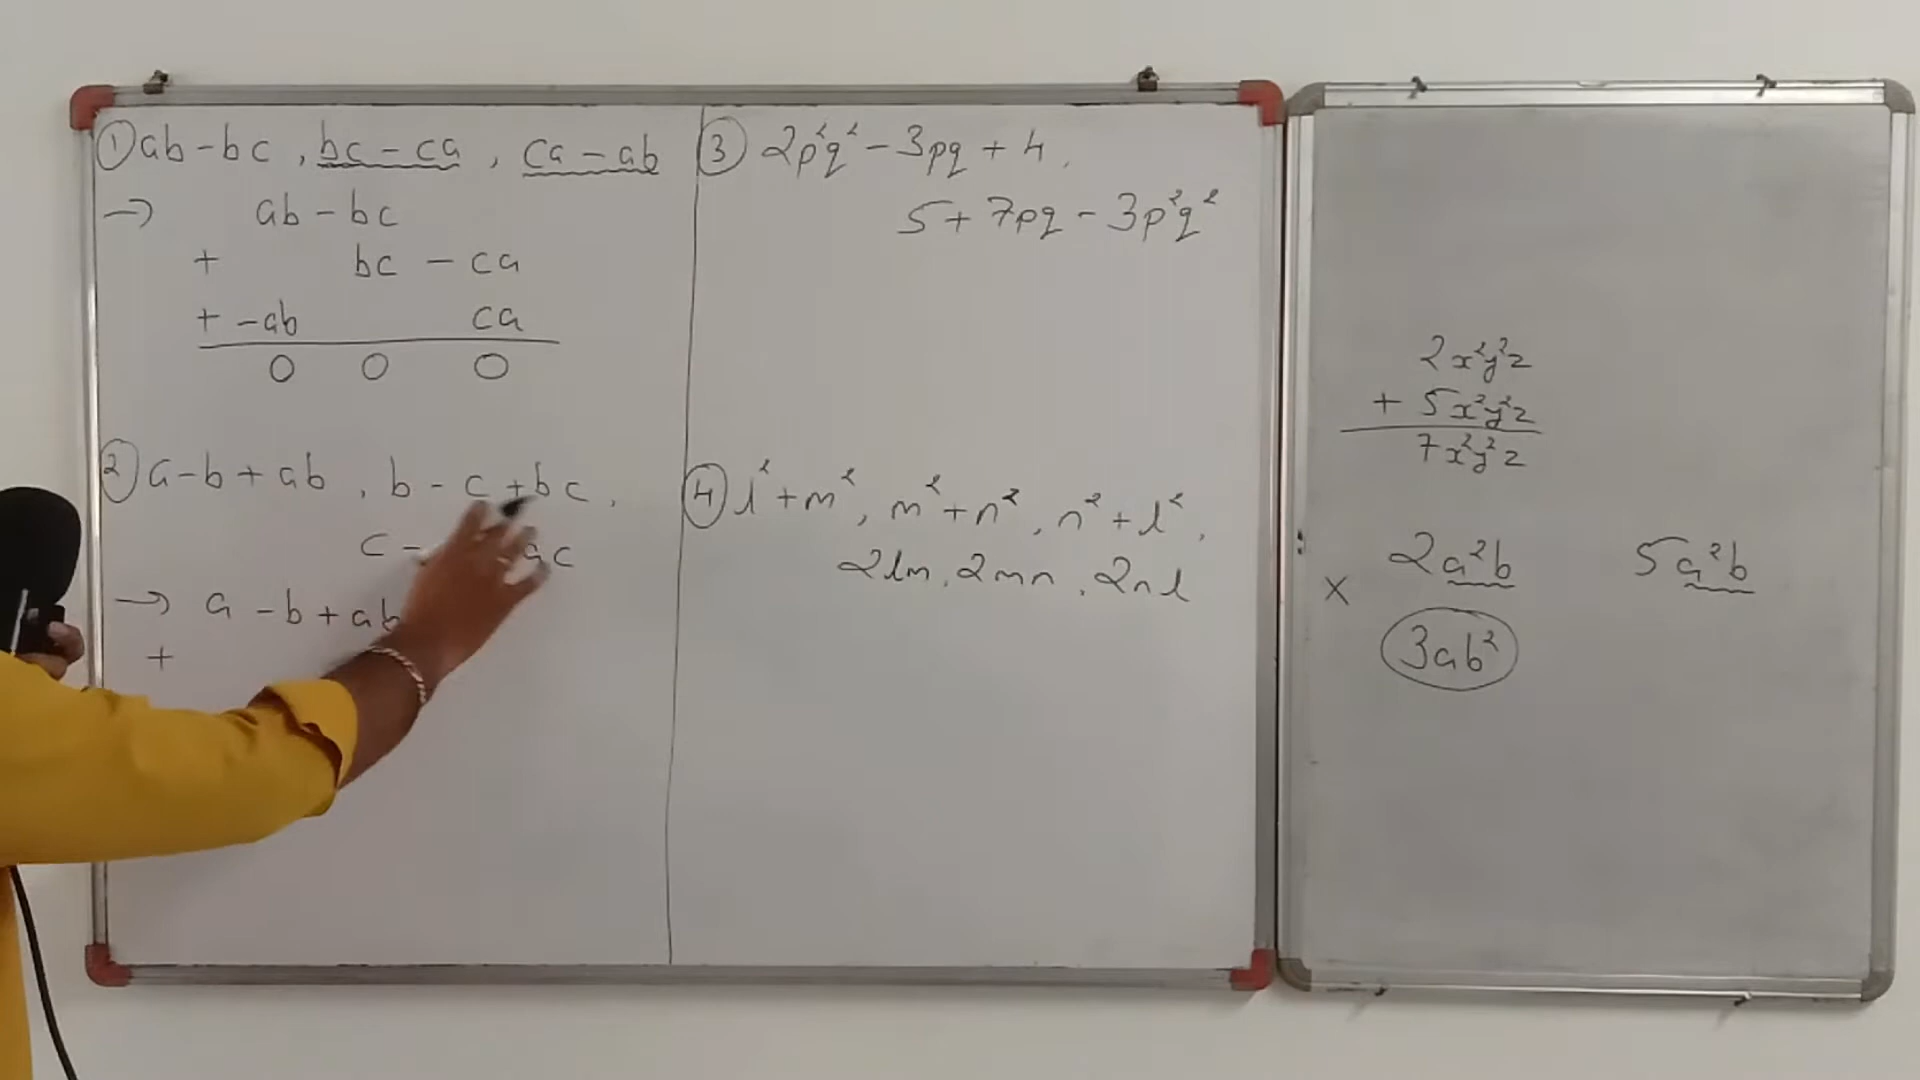 ① ab - bc , bc - ca , ca - ab
→ ab - bc
+ bc - ca
+ -ab ca
0 0 0
② a - b + ab , b - c + bc ,
c - ac
→ a - b + ab
+
③ 2p²q² - 3pq + 4 ,
5 + 7pq - 3p²q²
④ l² + m² , m² + n² , n² + l² ,
2lm , 2mn , 2nl
2x²y²z
+ 5x²y²z
7x²y²z
2a²b 5a²b
×
3ab²